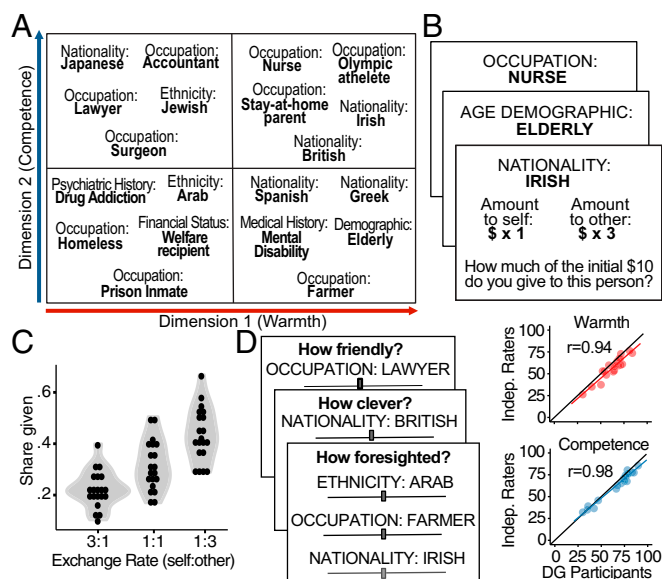 A
Dimension 2 (Competence)
Nationality:
Japanese
Occupation:
Accountant
Occupation:
Lawyer
Ethnicity:
Jewish
Occupation:
Surgeon
Occupation:
Nurse
Occupation:
Olympic
athelete
Occupation:
Stay-at-home
parent
Nationality:
Irish
Nationality:
British
Psychiatric History:
Drug Addiction
Ethnicity:
Arab
Occupation:
Homeless
Financial Status:
Welfare
recipient
Occupation:
Prison Inmate
Nationality:
Spanish
Nationality:
Greek
Medical History:
Mental
Disability
Demographic:
Elderly
Occupation:
Farmer
Dimension 1 (Warmth)
B
OCCUPATION:
NURSE
AGE DEMOGRAPHIC:
ELDERLY
NATIONALITY:
IRISH
Amount
to self:
$ x 1
Amount
to other:
$ x 3
How much of the initial $10
do you give to this person?
C
Share given
.6
.4
.2
3:1 1:1 1:3
Exchange Rate (self:other)
D
How friendly?
OCCUPATION: LAWYER
How clever?
NATIONALITY: BRITISH
How foresighted?
ETHNICITY: ARAB
OCCUPATION: FARMER
NATIONALITY: IRISH
Warmth
Indep. Raters
100
75
50
25
0
r=0.94
Competence
Indep. Raters
100
75
50
25
0
r=0.98
0 25 50 75 100
DG Participants